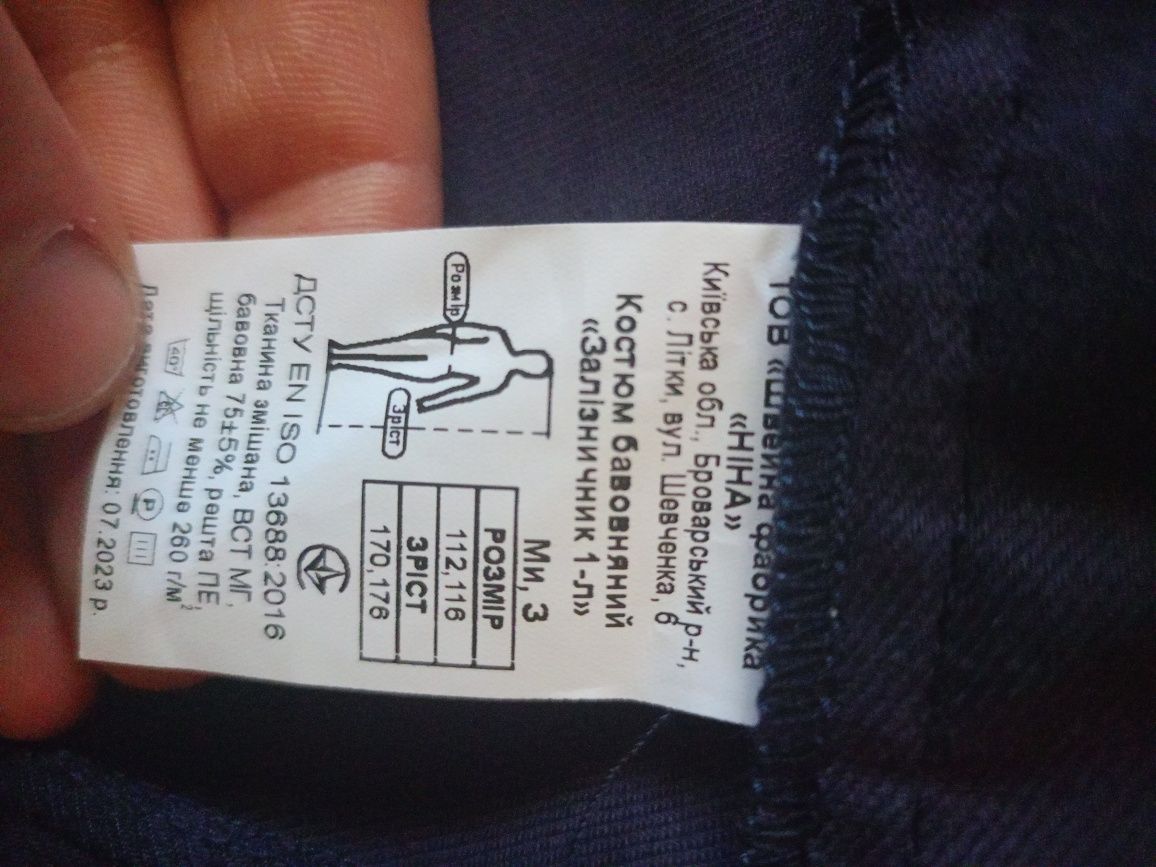 ТОВ «Швейна фабрика
«НІНА»
Київська обл., Броварський р-н,
с. Літки, вул. Шевченка, 6
Костюм бавовняний
«Залізничник 1-л»
Розмір
Зріст
Ми, З
РОЗМІР
112,116
ЗРІСТ
170,176
ДСТУ EN ISO 13688:2016
Тканина змішана, ВСТ МГ,
бавовна 75±5%, решта ПЕ,
щільність не менше 260 г/м²
40°
P
Дата виготовлення: 07.2023 р.